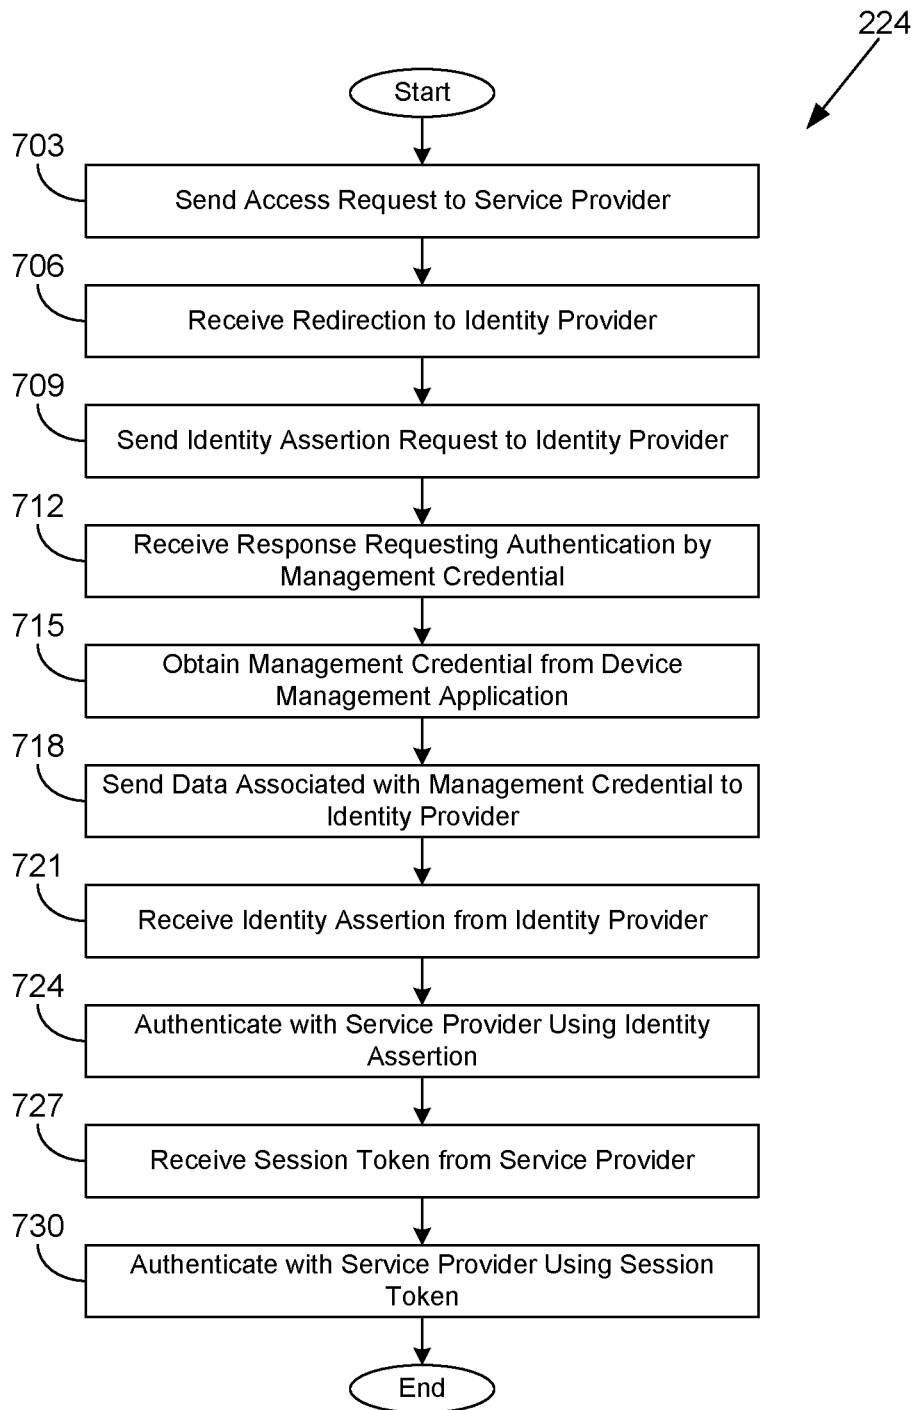 224
Start
703
Send Access Request to Service Provider
706
Receive Redirection to Identity Provider
709
Send Identity Assertion Request to Identity Provider
712
Receive Response Requesting Authentication by
Management Credential
715
Obtain Management Credential from Device
Management Application
718
Send Data Associated with Management Credential to
Identity Provider
721
Receive Identity Assertion from Identity Provider
724
Authenticate with Service Provider Using Identity
Assertion
727
Receive Session Token from Service Provider
730
Authenticate with Service Provider Using Session
Token
End